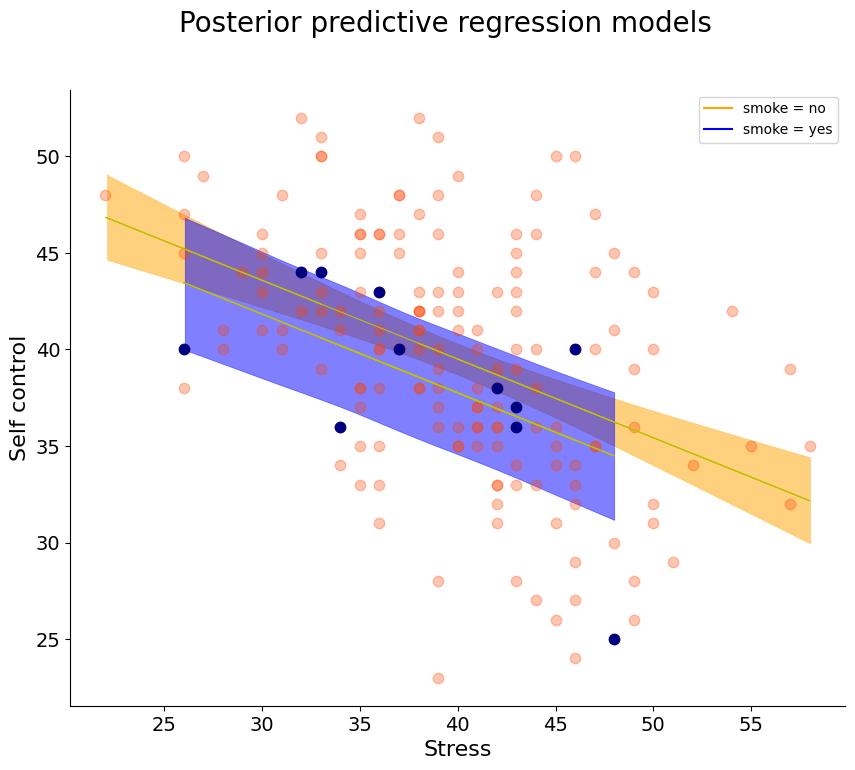 Posterior predictive regression models
smoke = no
smoke = yes
50
45
40
35
30
25
Self control
25 30 35 40 45 50 55
Stress